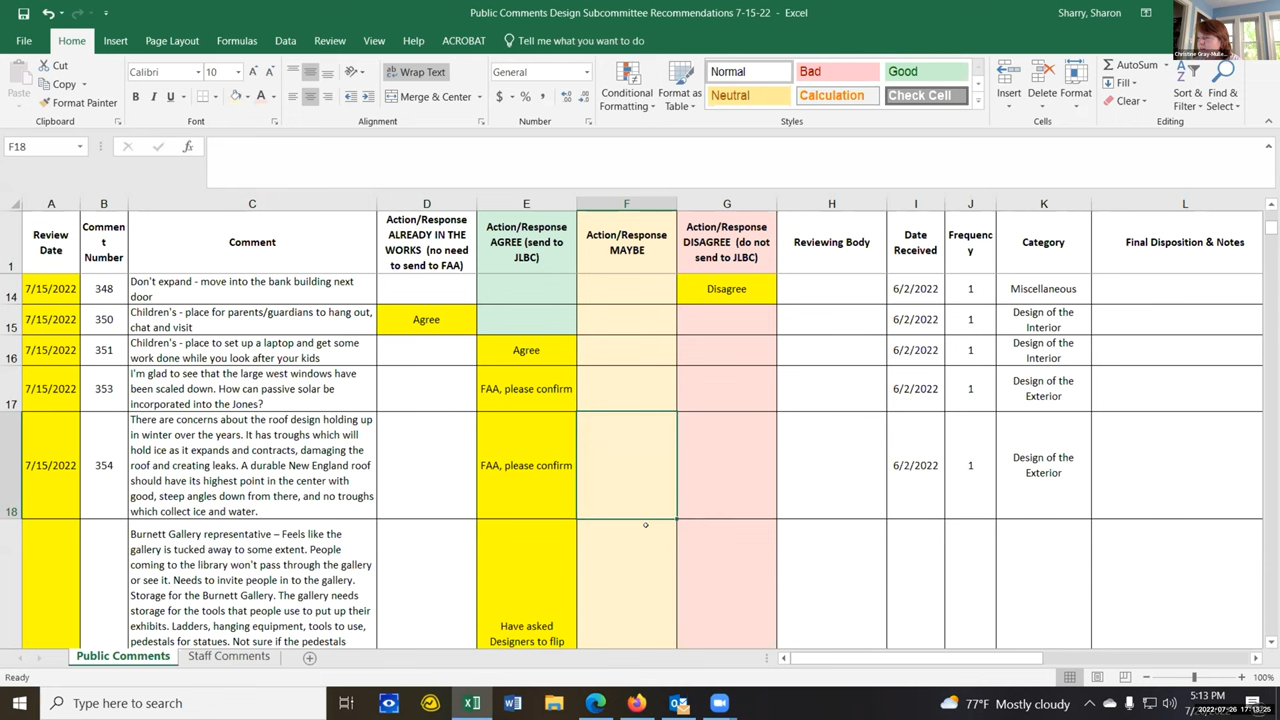 Public Comments Design Subcommittee Recommendations 7-15-22 - Excel
Sharry, Sharon
File Home Insert Page Layout Formulas Data Review View Help ACROBAT Tell me what you want to do
Paste
Cut
Copy
Format Painter
Clipboard
Calibri 10
B I U
Font
Wrap Text
Merge & Center
Alignment
General
$ % ,
Number
Conditional
Formatting
Format as
Table
Normal Bad Good
Neutral Calculation Check Cell
Styles
Insert Delete Format
Cells
AutoSum
Fill
Clear
Sort &
Filter
Find &
Select
Editing
F18
fx
A B C D E F G H I J K L
1
Review
Date
Commen
t
Number
Comment
Action/Response
ALREADY IN THE
WORKS (no need
to send to FAA)
Action/Response
AGREE (send to
JLBC)
Action/Response
MAYBE
Action/Response
DISAGREE (do not
send to JLBC)
Reviewing Body
Date
Received
Frequenc
y
Category
Final Disposition & Notes
14
7/15/2022
348
Don't expand - move into the bank building next
door
Disagree
6/2/2022
1
Miscellaneous
15
7/15/2022
350
Children's - place for parents/guardians to hang out,
chat and visit
Agree
6/2/2022
1
Design of the
Interior
16
7/15/2022
351
Children's - place to set up a laptop and get some
work done while you look after your kids
Agree
6/2/2022
1
Design of the
Interior
17
7/15/2022
353
I'm glad to see that the large west windows have
been scaled down. How can passive solar be
incorporated into the Jones?
FAA, please confirm
6/2/2022
1
Design of the
Exterior
18
7/15/2022
354
There are concerns about the roof design holding up
in winter over the years. It has troughs which will
hold ice as it expands and contracts, damaging the
roof and creating leaks. A durable New England roof
should have its highest point in the center with
good, steep angles down from there, and no troughs
which collect ice and water.
FAA, please confirm
6/2/2022
1
Design of the
Exterior
Burnett Gallery representative – Feels like the
gallery is tucked away to some extent. People
coming to the library won't pass through the gallery
or see it. Needs to invite people in to the gallery.
Storage for the Burnett Gallery. The gallery needs
storage for the tools that people use to put up their
exhibits. Ladders, hanging equipment, tools to use,
pedestals for statues. Not sure if the pedestals
Have asked
Designers to flip
Public Comments Staff Comments
Ready
100%
Type here to search
77°F Mostly cloudy
5:13 PM
2022-07-26 17:13:25